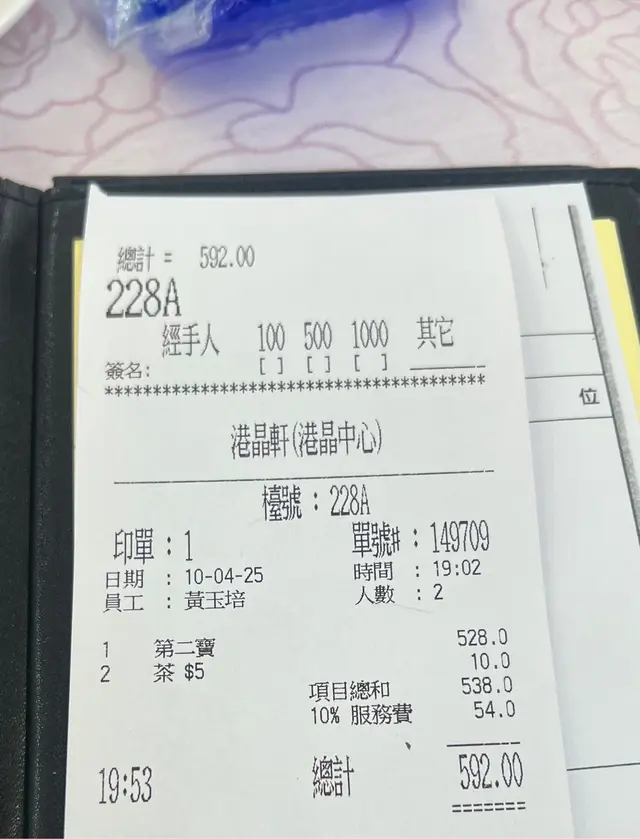 總計 = 592.00
228A
經手人 100 500 1000 其它
簽名: [ ] [ ] [ ] ________
****************************************
港晶軒(港晶中心)
檯號 : 228A
印單 : 1 單號# : 149709
日期 : 10-04-25 時間 : 19:02
員工 : 黃玉培 人數 : 2
1 第二寶 528.0
2 茶 $5 10.0
項目總和 538.0
10% 服務費 54.0
19:53 總計 592.00
=======
位